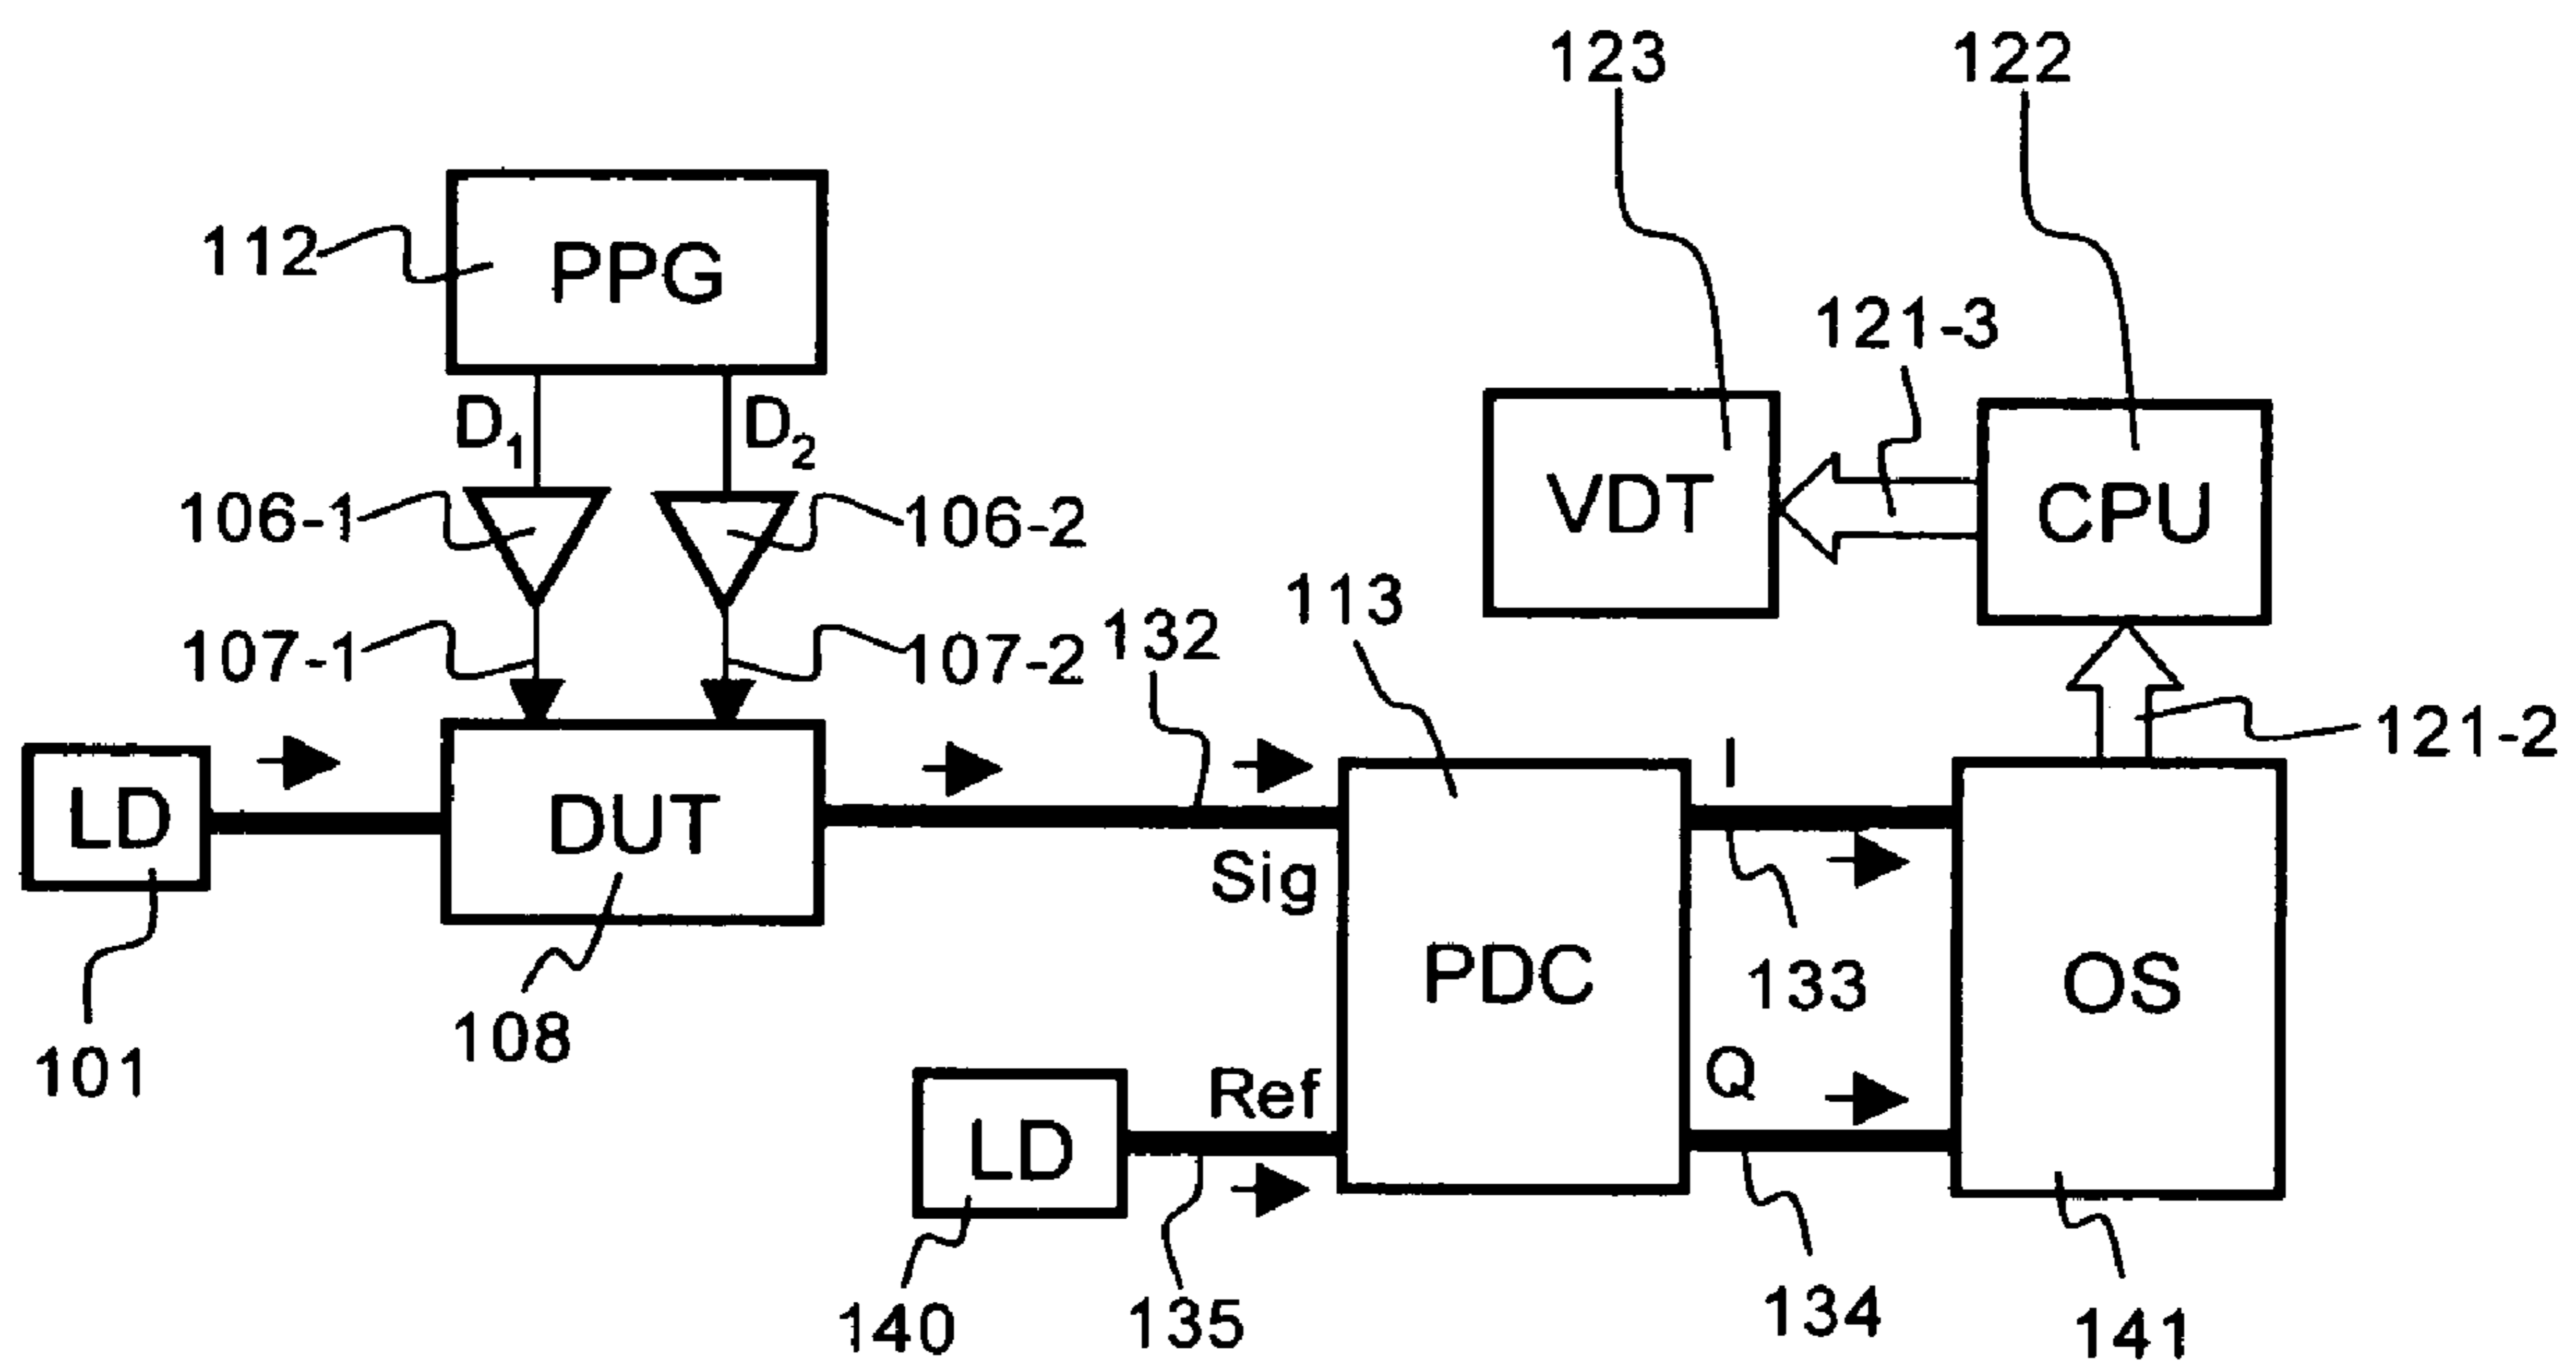 123
122
112
PPG
121-3
D1
D2
VDT
CPU
106-1
106-2
113
107-1
107-2
132
121-2
I
LD
DUT
Sig
PDC
OS
133
101
108
Ref
Q
LD
140
135
134
141